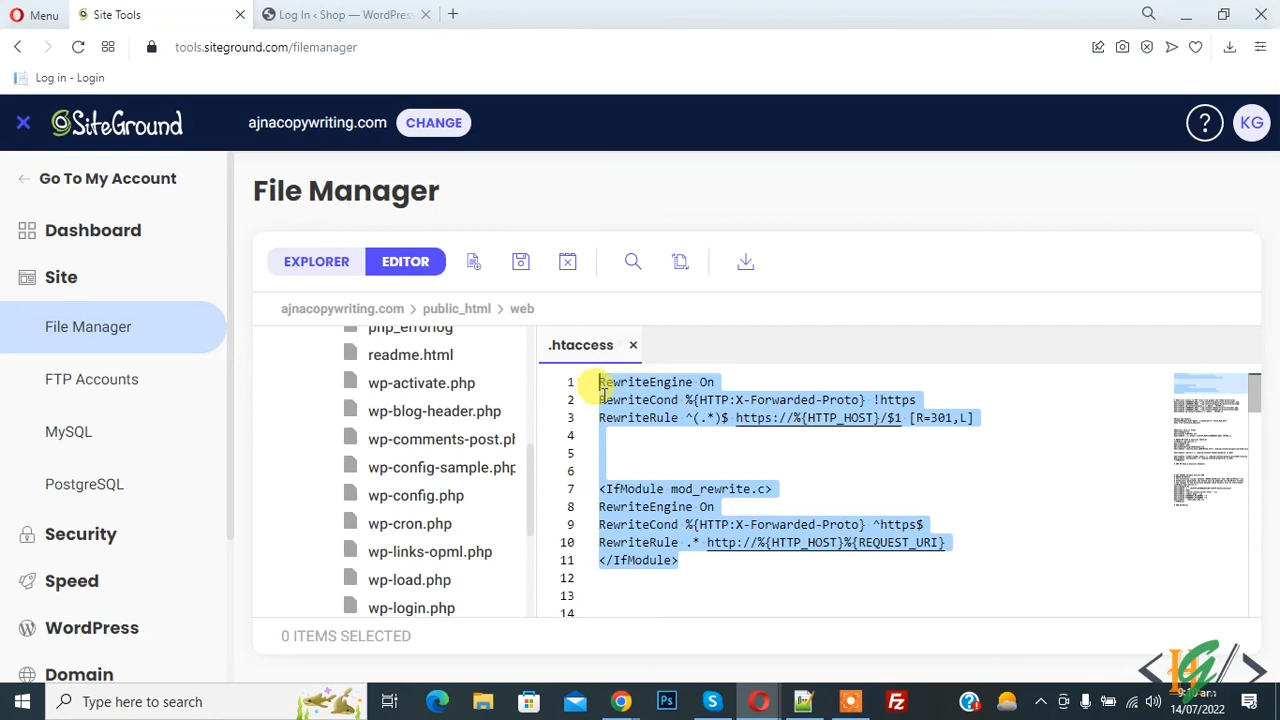 Menu
Site Tools
Log In ‹ Shop — WordPress
tools.siteground.com/filemanager
Log in - Login
SiteGround
ajnacopywriting.com
CHANGE
?
KG
Go To My Account
Dashboard
Site
File Manager
FTP Accounts
MySQL
PostgreSQL
Security
Speed
WordPress
Domain
File Manager
EXPLORER
EDITOR
ajnacopywriting.com > public_html > web
php_errorlog
readme.html
wp-activate.php
wp-blog-header.php
wp-comments-post.ph
wp-config-sample.php
wp-config.php
wp-cron.php
wp-links-opml.php
wp-load.php
wp-login.php
.htaccess
1 RewriteEngine On
2 RewriteCond %{HTTP:X-Forwarded-Proto} !https
3 RewriteRule ^(.*)$ https://%{HTTP_HOST}/$1 [R=301,L]
4
5
6
7 <IfModule mod_rewrite.c>
8 RewriteEngine On
9 RewriteCond %{HTTP:X-Forwarded-Proto} ^https$
10 RewriteRule .* http://%{HTTP_HOST}%{REQUEST_URI}
11 </IfModule>
12
13
14
0 ITEMS SELECTED
Type here to search
14/07/2022